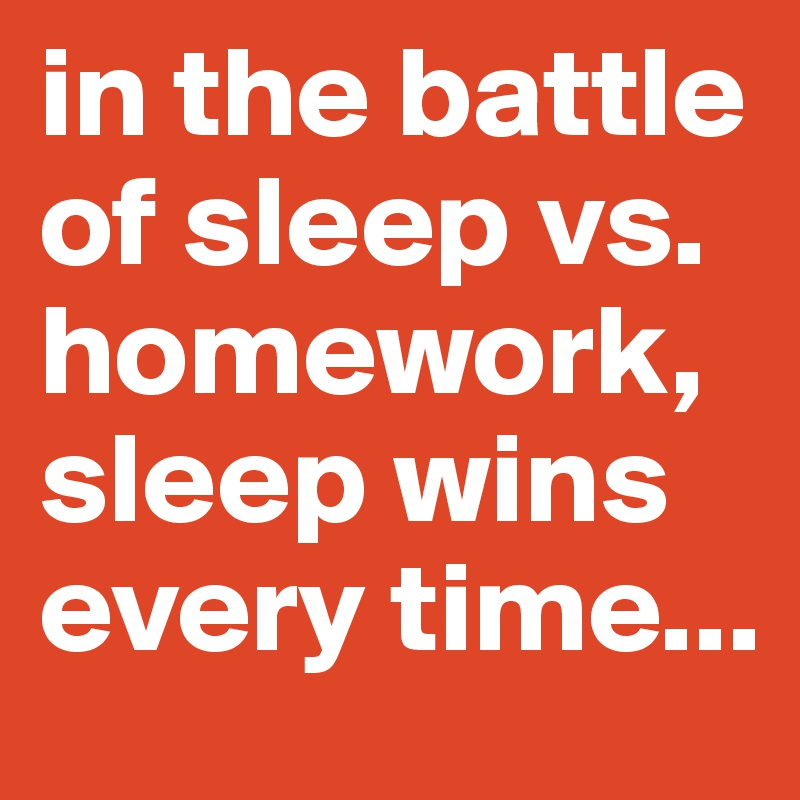 in the battle
of sleep vs.
homework,
sleep wins
every time...